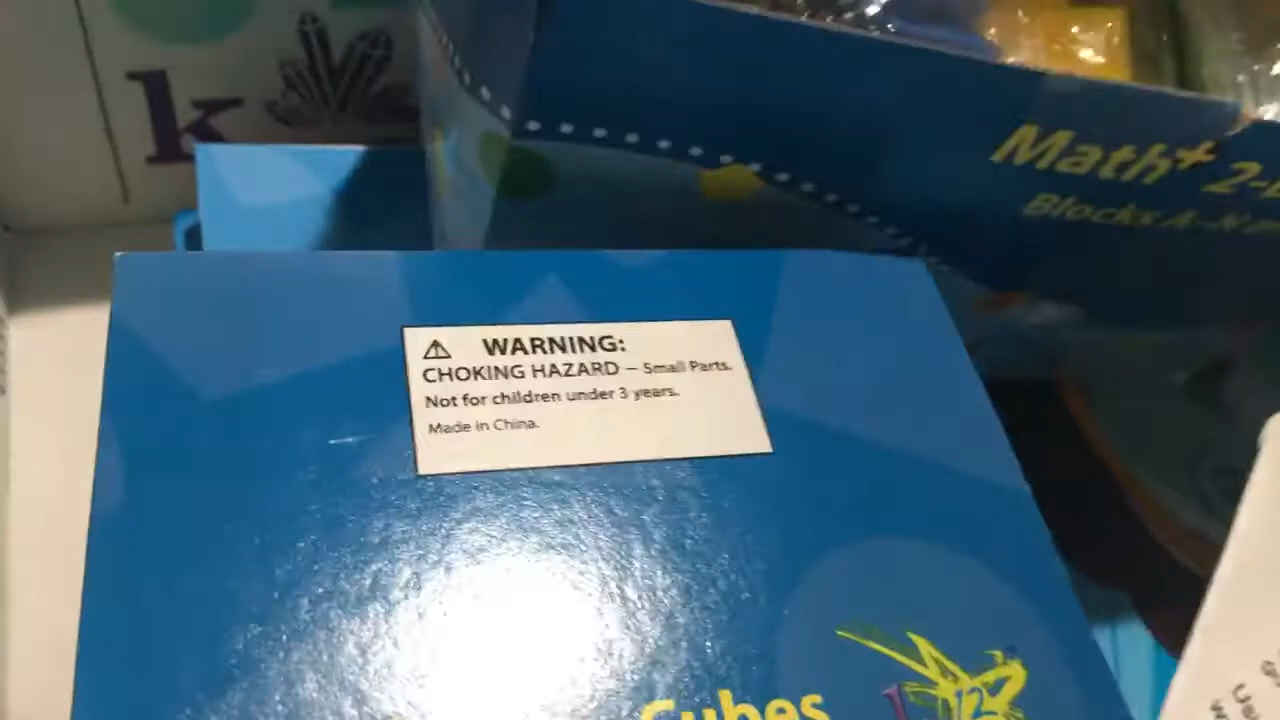 k
Math+ 2-
Blocks A-N
WARNING:
CHOKING HAZARD – Small Parts.
Not for children under 3 years.
Made in China.
Cubes